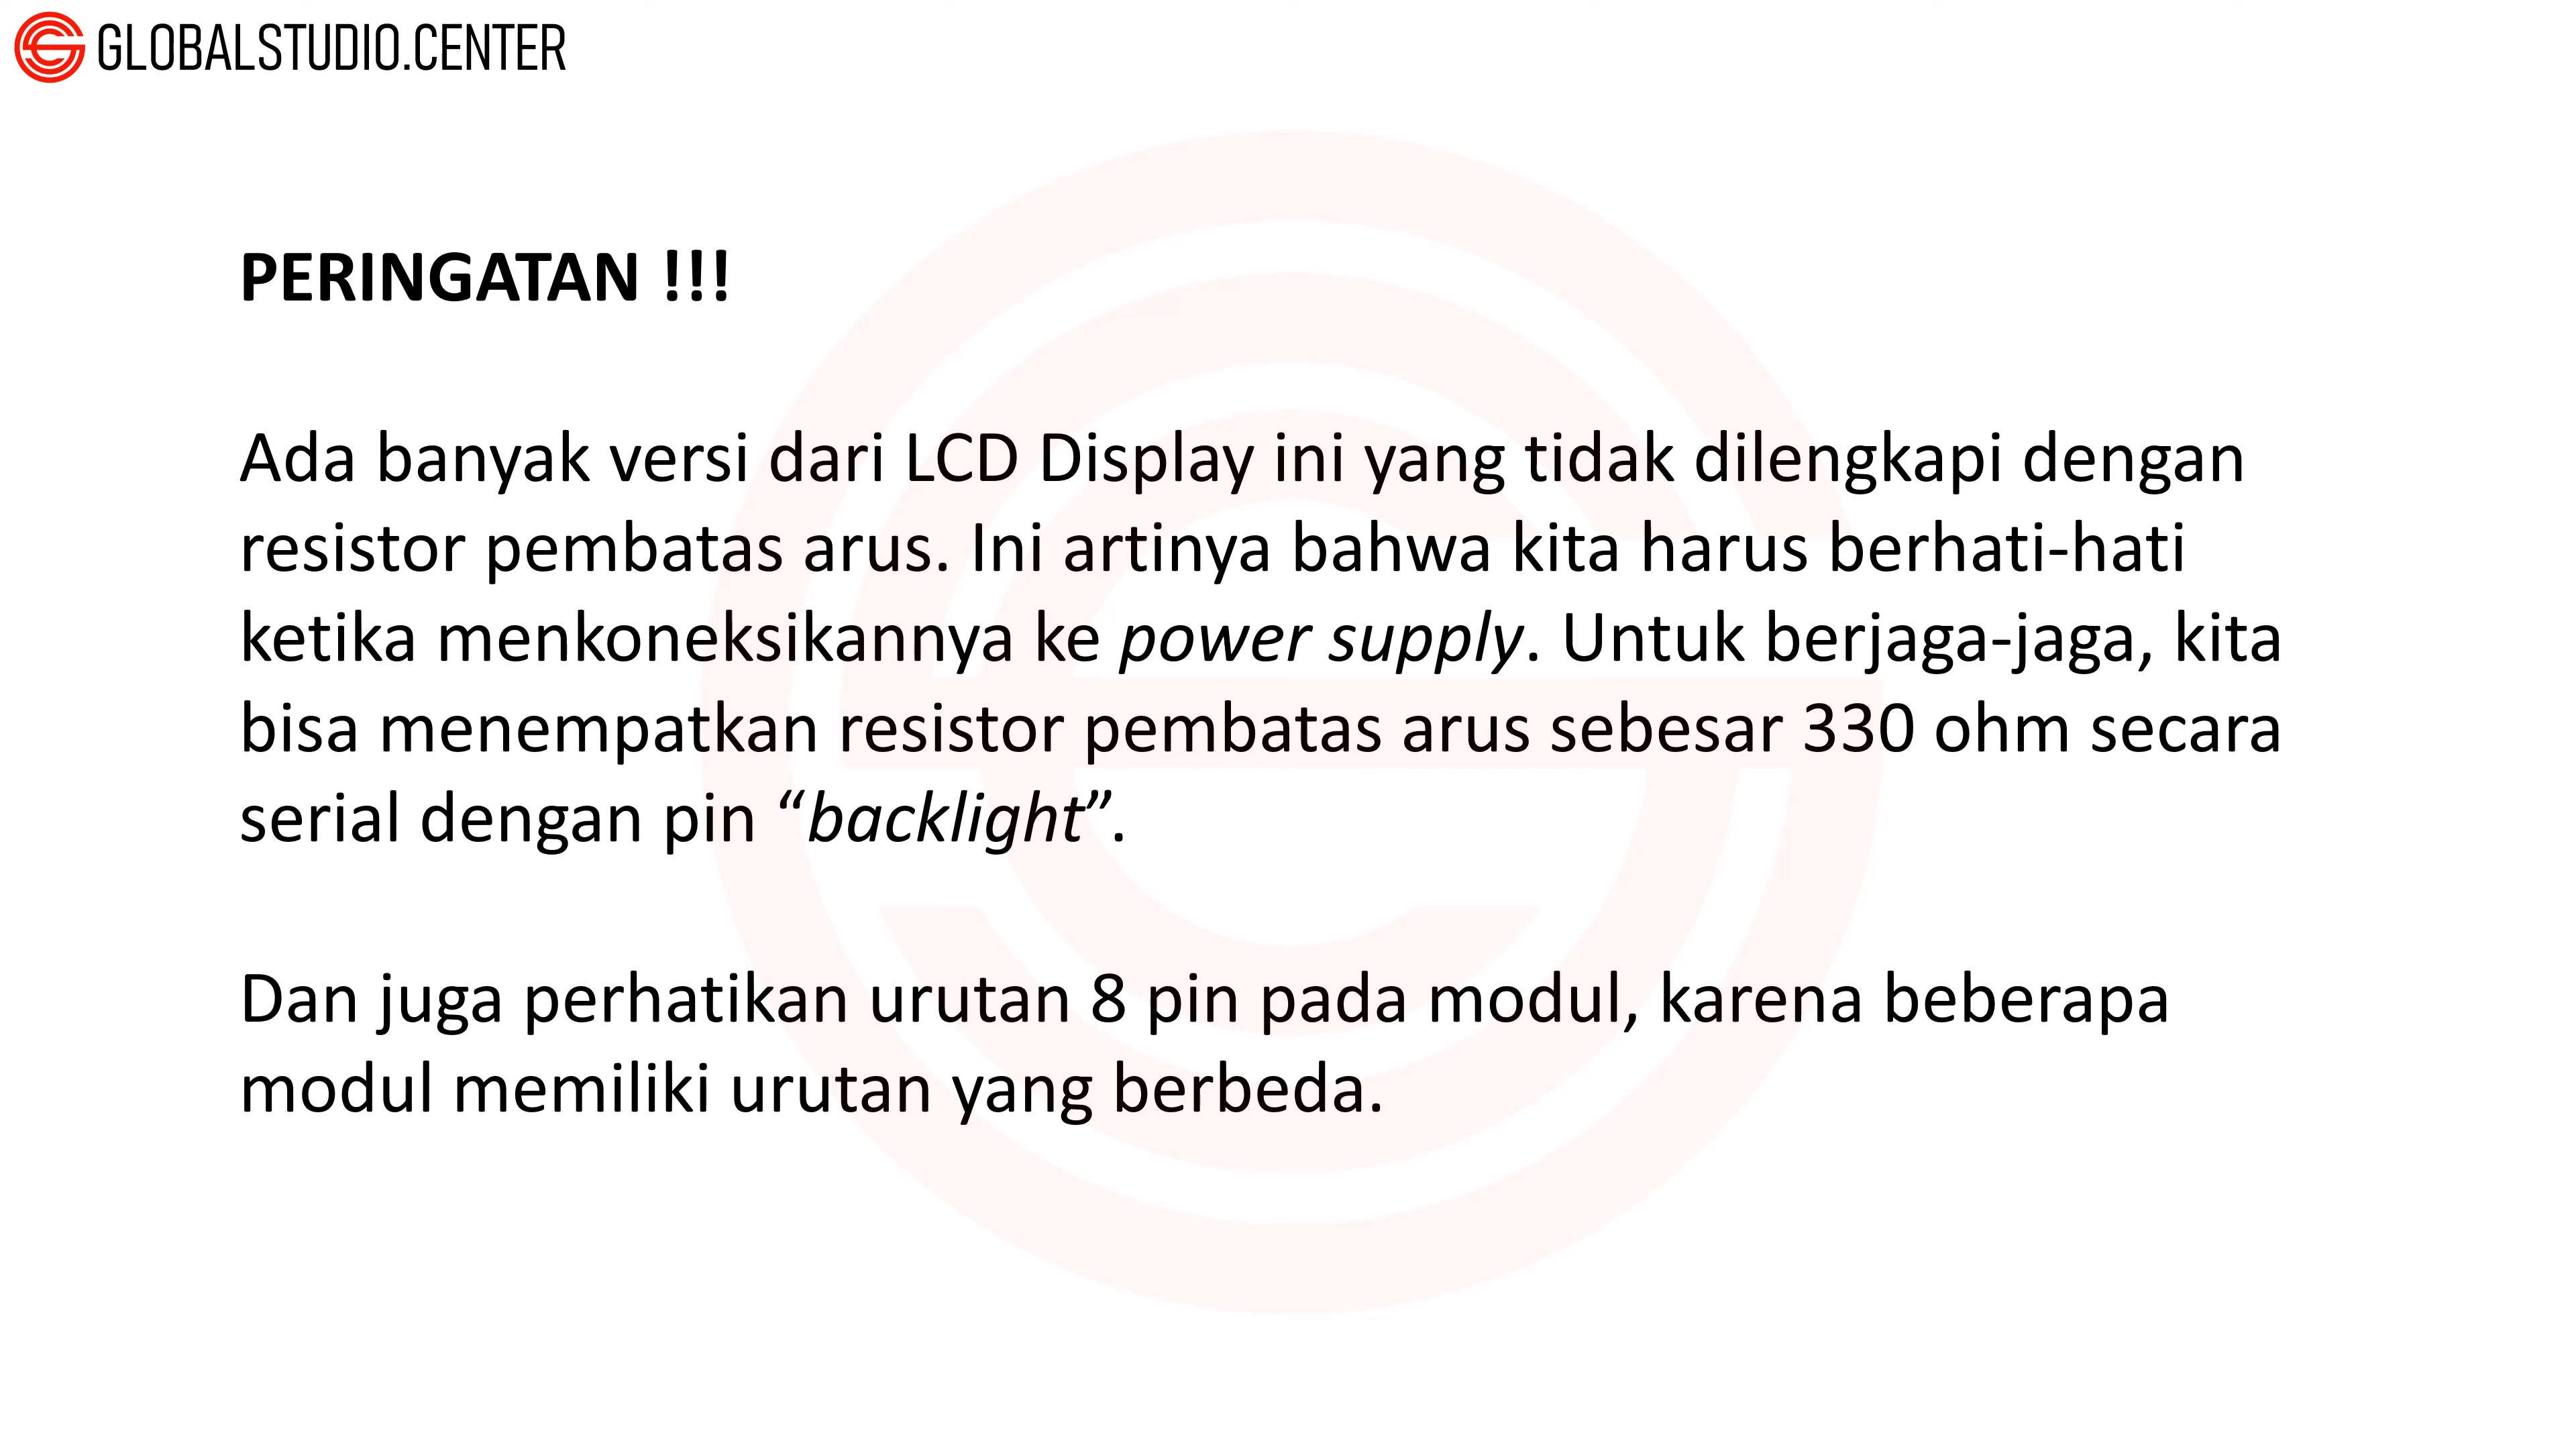 GLOBALSTUDIO.CENTER
PERINGATAN !!!
Ada banyak versi dari LCD Display ini yang tidak dilengkapi dengan
resistor pembatas arus. Ini artinya bahwa kita harus berhati-hati
ketika menkoneksikannya ke power supply. Untuk berjaga-jaga, kita
bisa menempatkan resistor pembatas arus sebesar 330 ohm secara
serial dengan pin “backlight”.
Dan juga perhatikan urutan 8 pin pada modul, karena beberapa
modul memiliki urutan yang berbeda.